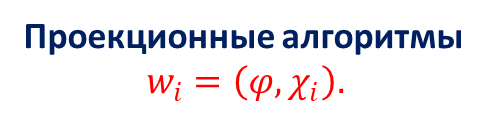 Проекционные алгоритмы
𝑤ᵢ = (𝜑, 𝜒ᵢ).